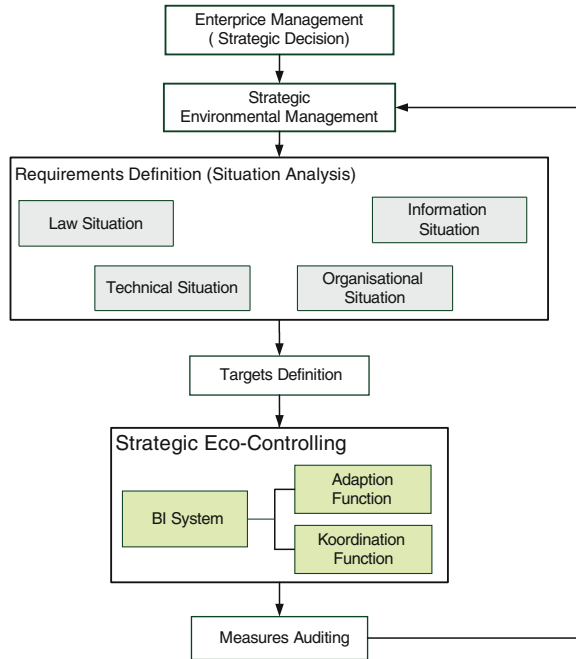 Enterprice Management
( Strategic Decision)
Strategic
Environmental Management
Requirements Definition (Situation Analysis)
Law Situation
Information
Situation
Technical Situation
Organisational
Situation
Targets Definition
Strategic Eco-Controlling
BI System
Adaption
Function
Koordination
Function
Measures Auditing